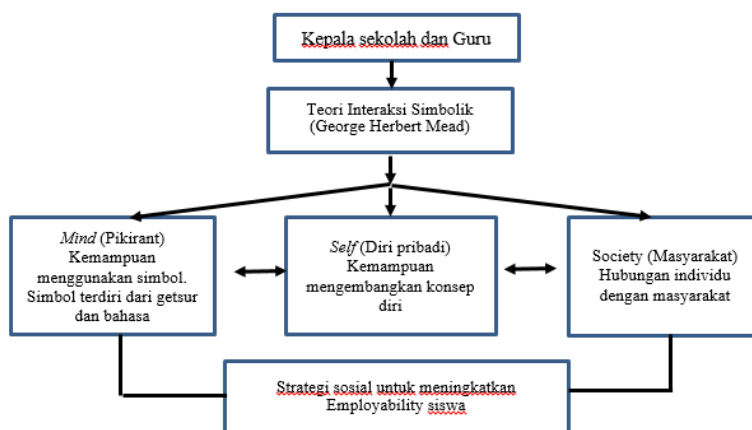 Kepala sekolah dan Guru
Teori Interaksi Simbolik
(George Herbert Mead)
Mind (Pikirant)
Kemampuan
menggunakan simbol.
Simbol terdiri dari getsur
dan bahasa
Self (Diri pribadi)
Kemampuan
mengembangkan konsep
diri
Society (Masyarakat)
Hubungan individu
dengan masyarakat
Strategi sosial untuk meningkatkan
Employability siswa